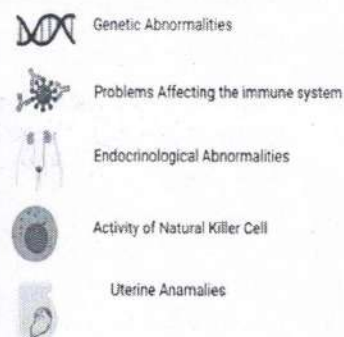 Genetic Abnormalities
Problems Affecting the immune system
Endocrinological Abnormalities
Activity of Natural Killer Cell
Uterine Anamalies